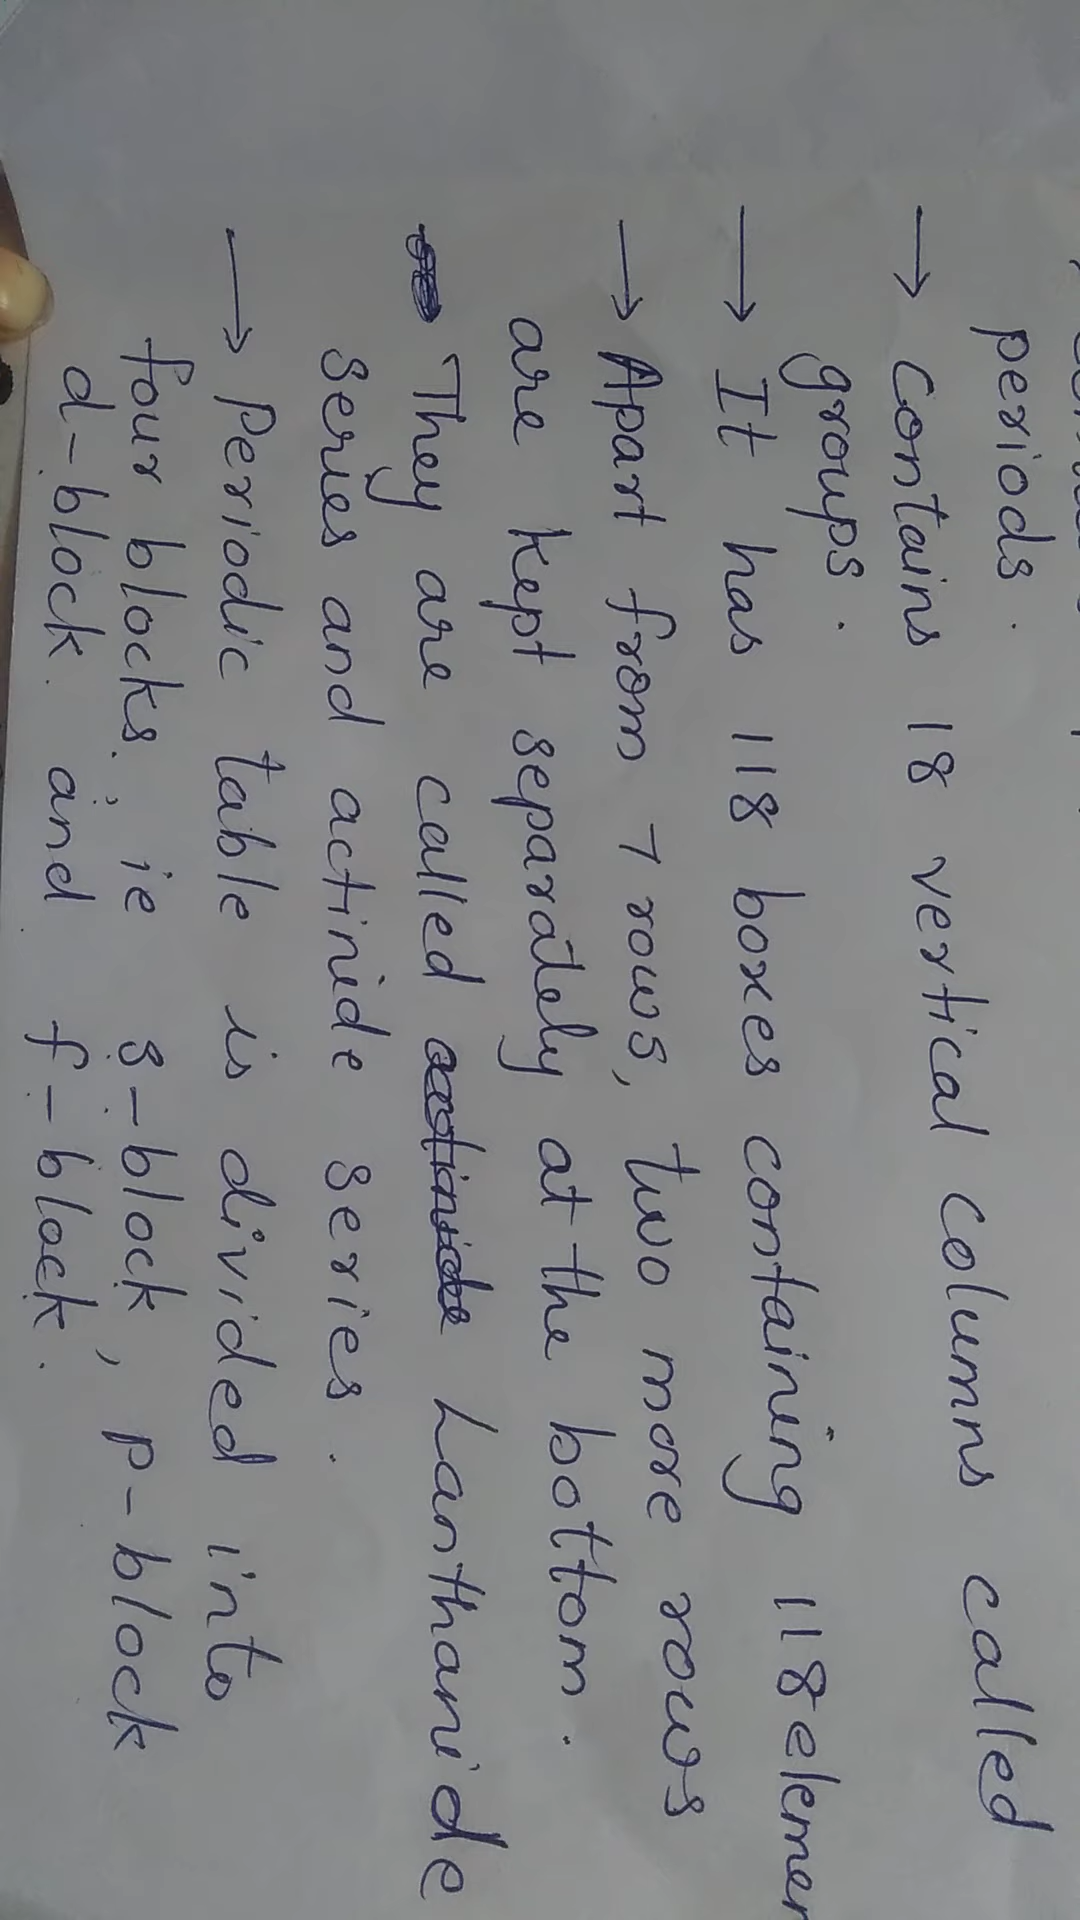 periods.
→ Contains 18 vertical columns called
groups.
→ It has 118 boxes containing 118 elemen
→ Apart from 7 rows, two more rows
are kept separately at the bottom.
They are called Lanthanide
series and actinide series.
→ Periodic table is divided into
four blocks. ie s-block, p-block
d-block and f-block.